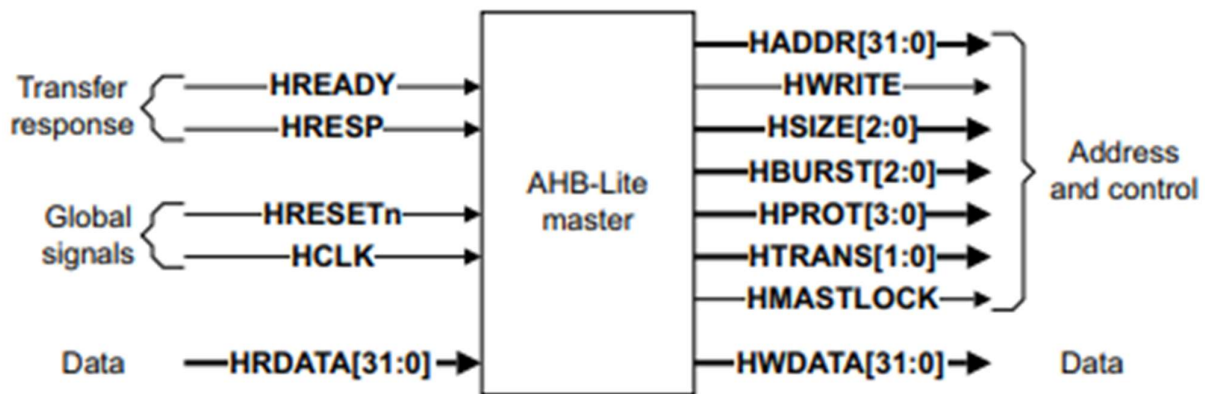 Transfer
response
HREADY
HRESP
Global
signals
HRESETn
HCLK
Data
HRDATA[31:0]
AHB-Lite
master
HADDR[31:0]
HWRITE
HSIZE[2:0]
HBURST[2:0]
HPROT[3:0]
HTRANS[1:0]
HMASTLOCK
Address
and control
HWDATA[31:0]
Data